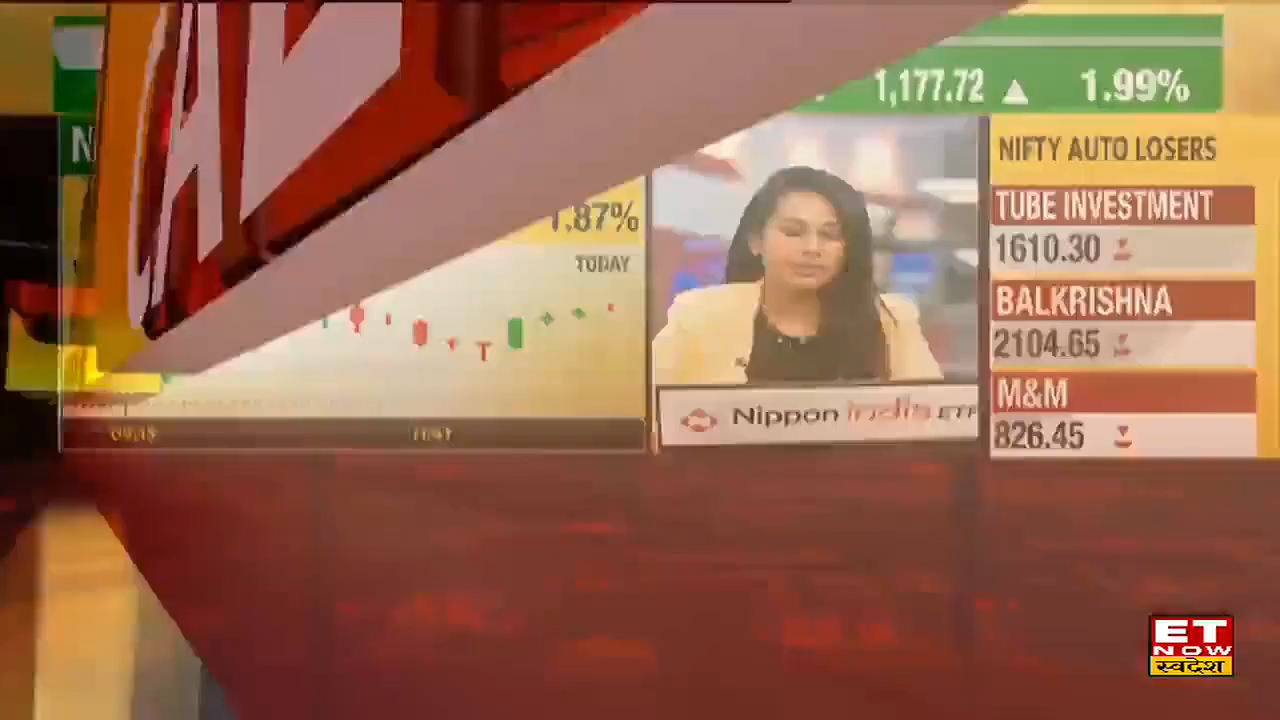 1,177.72 ▲ 1.99%
NIFTY AUTO LOSERS
TUBE INVESTMENT
1610.30
BALKRISHNA
2104.65
M&M
826.45
1.87%
TODAY
Nippon india ETF
ET
NOW
स्वदेश